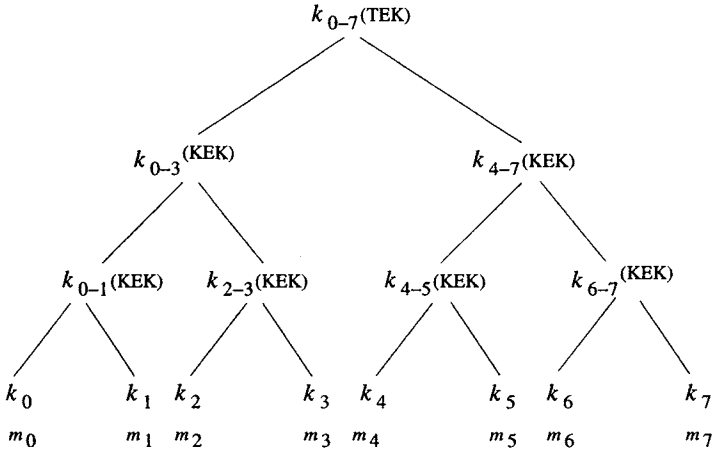 k0–7(TEK)
k0–3(KEK) k4–7(KEK)
k0–1(KEK) k2–3(KEK) k4–5(KEK) k6–7(KEK)
k0 k1 k2 k3 k4 k5 k6 k7
m0 m1 m2 m3 m4 m5 m6 m7